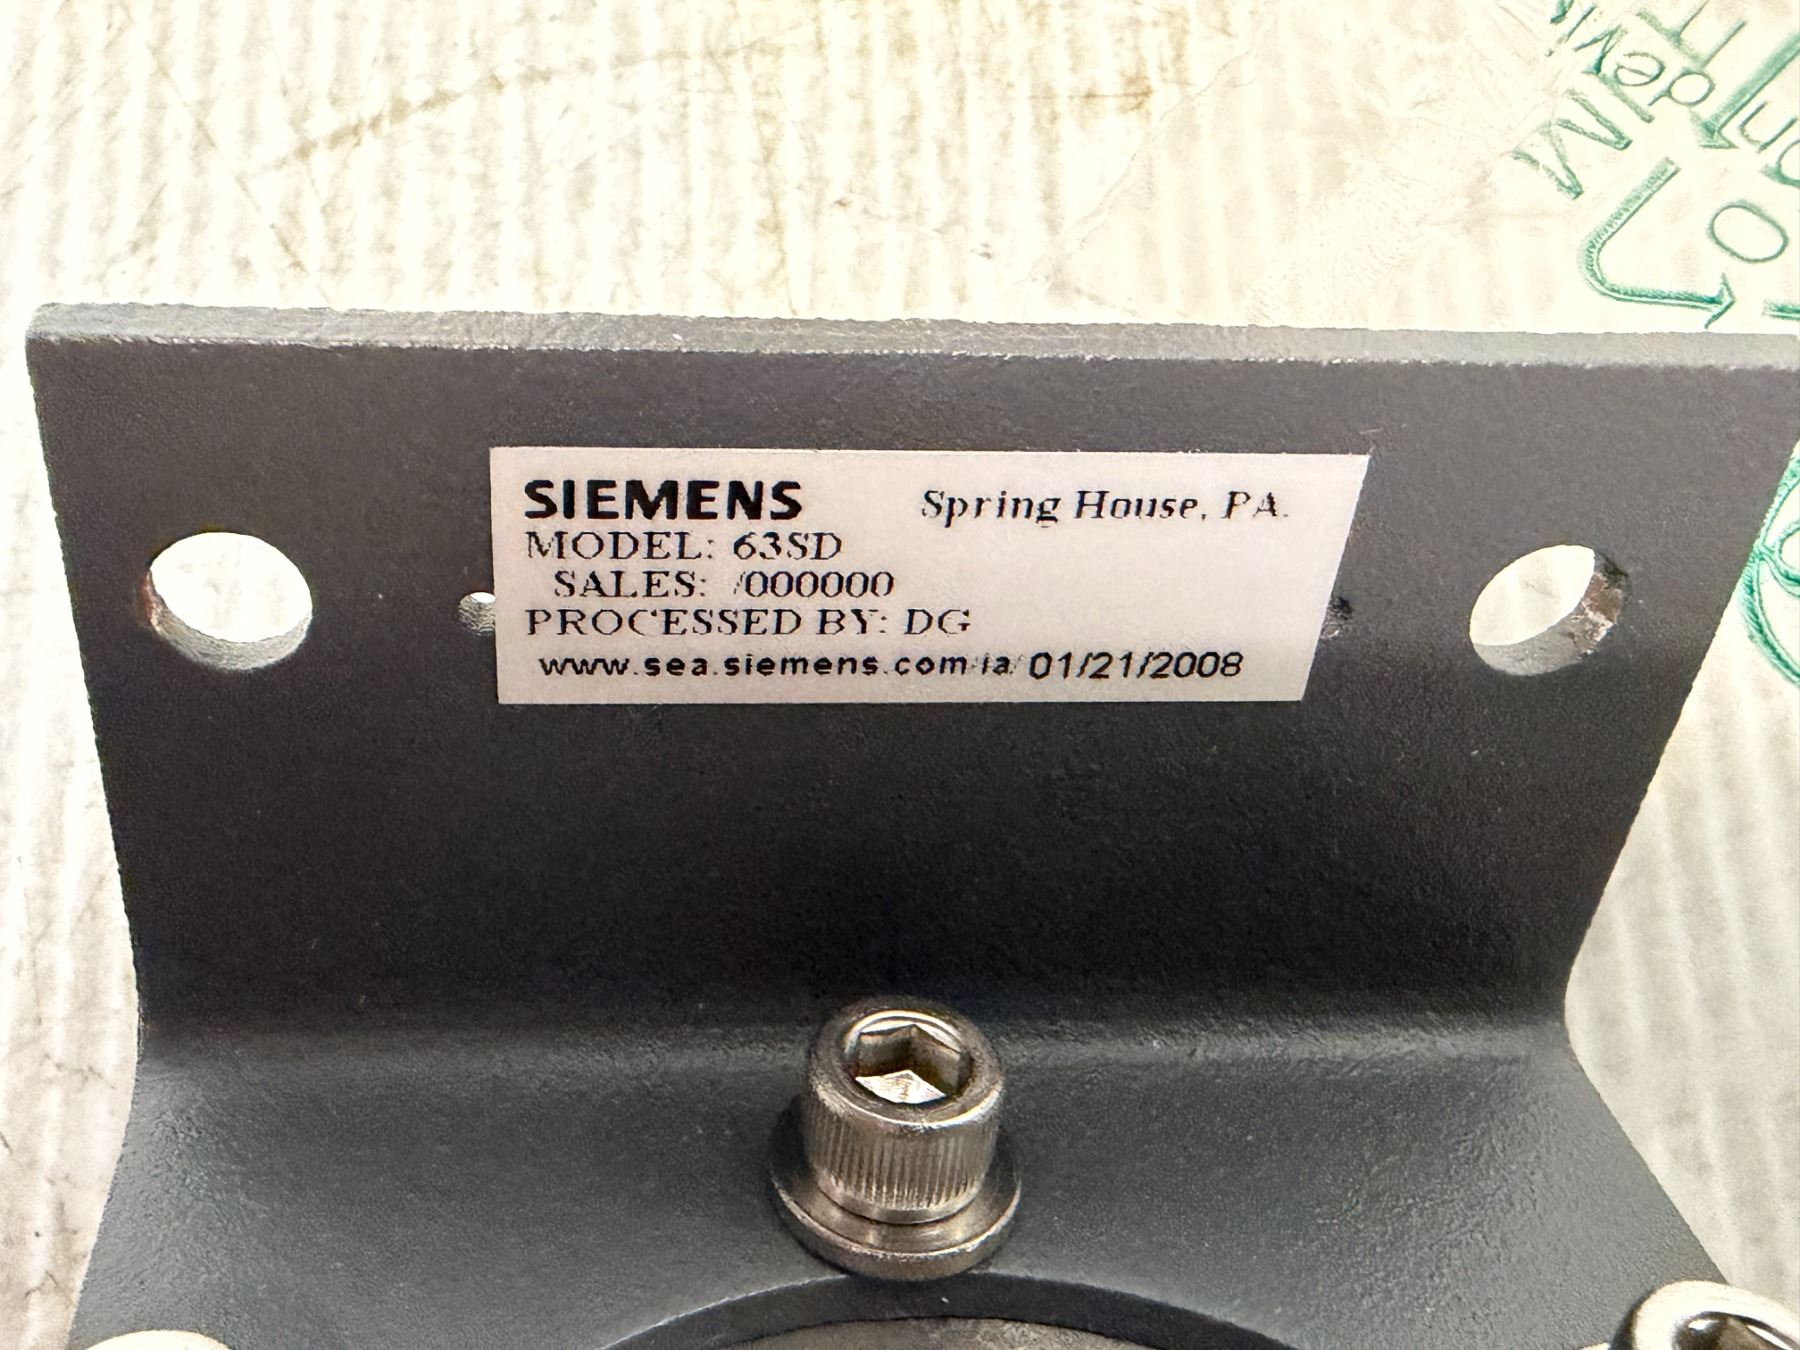 SIEMENS Spring House, PA.
MODEL: 63SD
SALES: /000000
PROCESSED BY: DG
www.sea.siemens.com/ia/ 01/21/2008